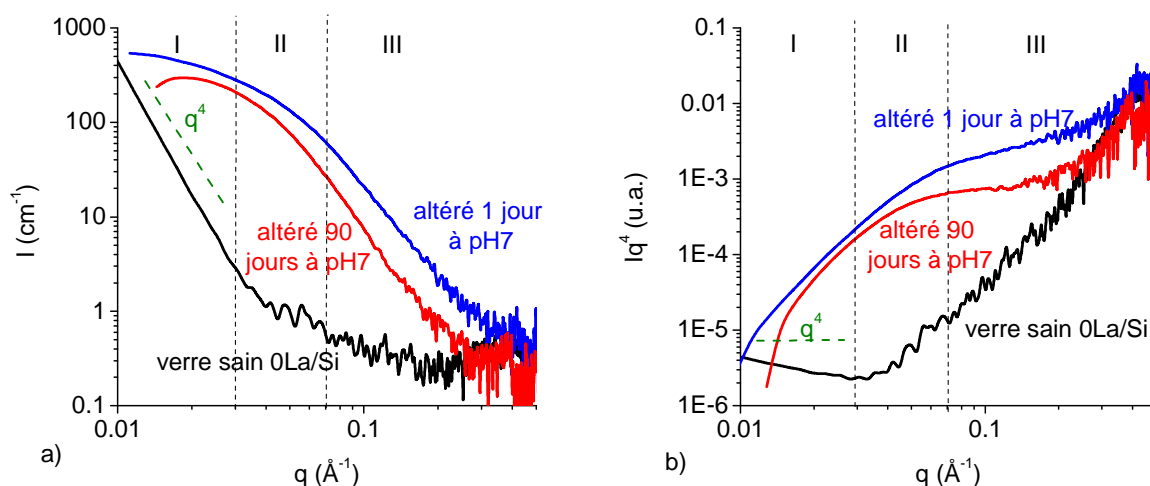 1000
100
10
1
0.1
0.01
0.1
I (cm-1)
q (Å-1)
I
II
III
q4
altéré 1 jour
à pH7
altéré 90
jours à pH7
verre sain 0La/Si
a)
0.1
0.01
1E-3
1E-4
1E-5
1E-6
0.01
0.1
Iq4 (u.a.)
q (Å-1)
I
II
III
altéré 1 jour à pH7
altéré 90
jours à pH7
q4
verre sain 0La/Si
b)